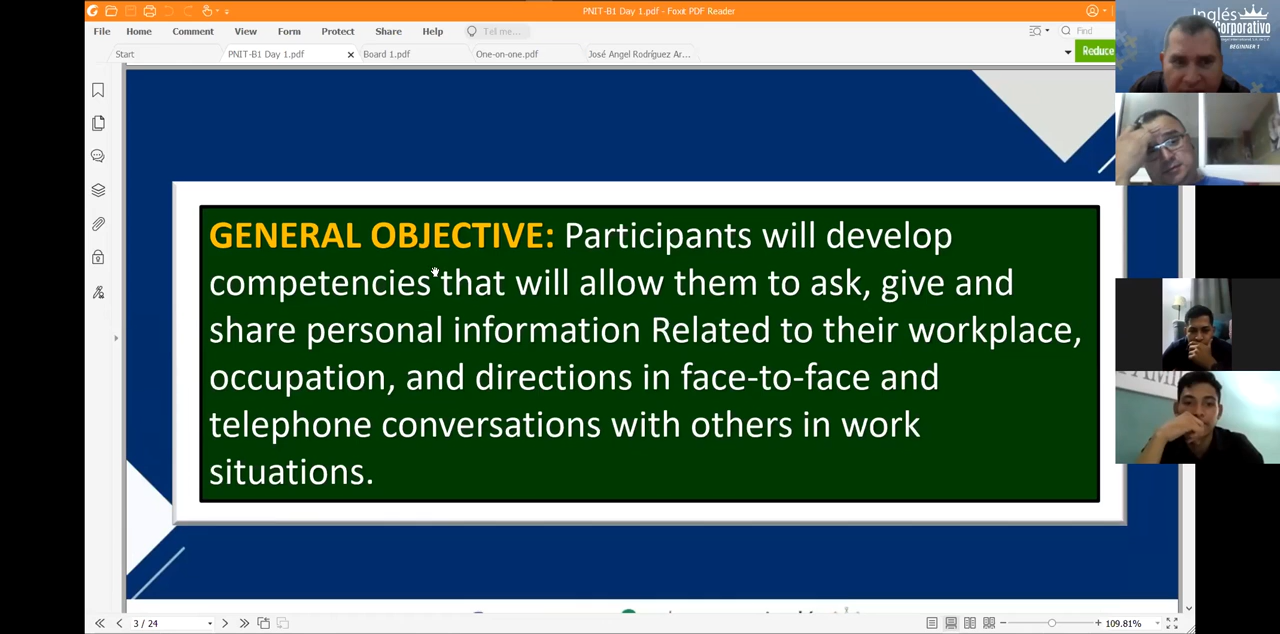 PNIT-B1 Day 1.pdf - Foxit PDF Reader
File Home Comment View Form Protect Share Help Tell me... Find
Start PNIT-B1 Day 1.pdf Board 1.pdf One-on-one.pdf José Angel Rodríguez Ar... Reduce
Inglés
Corporativo
BEGINNER 1
GENERAL OBJECTIVE: Participants will develop
competencies that will allow them to ask, give and
share personal information Related to their workplace,
occupation, and directions in face-to-face and
telephone conversations with others in work
situations.
3 / 24 109.81%